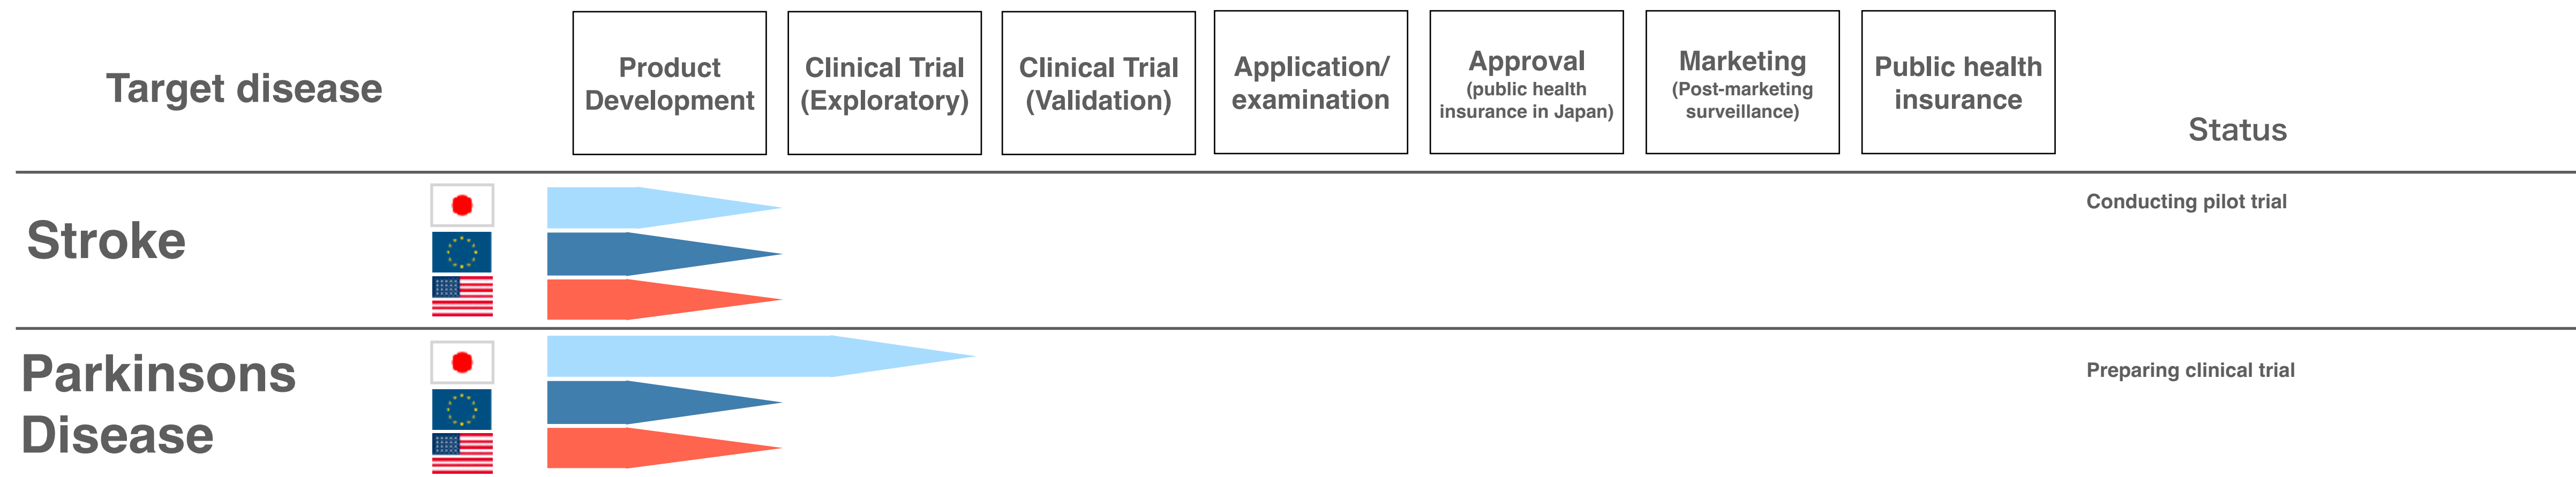 Target disease
Product
Development
Clinical Trial
(Exploratory)
Clinical Trial
(Validation)
Application/
examination
Approval
(public health
insurance in Japan)
Marketing
(Post-marketing
surveillance)
Public health
insurance
Status
Stroke
Conducting pilot trial
Parkinsons
Disease
Preparing clinical trial